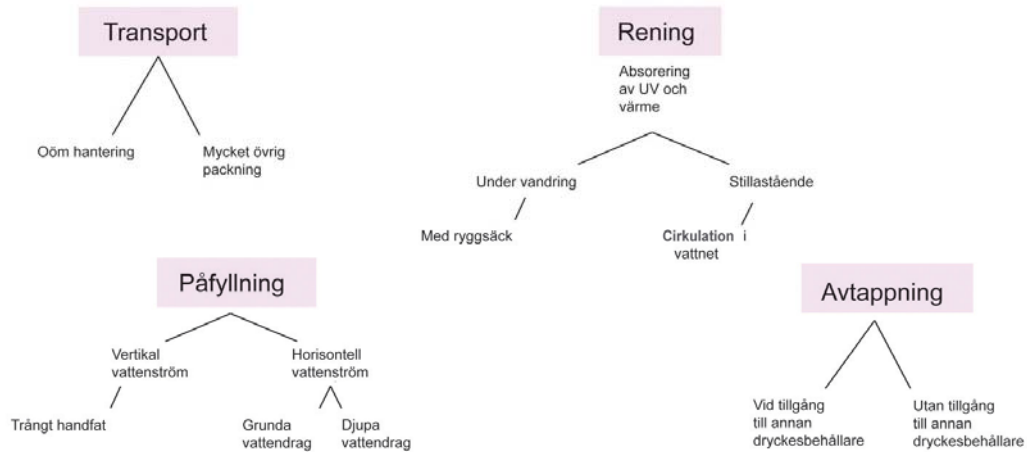 Transport
Oöm hantering
Mycket övrig
packning
Rening
Absorering
av UV och
värme
Under vandring
Stillastående
Med ryggsäck
Cirkulation i
vattnet
Påfyllning
Vertikal
vattenström
Horisontell
vattenström
Trångt handfat
Grunda
vattendrag
Djupa
vattendrag
Avtappning
Vid tillgång
till annan
dryckesbehållare
Utan tillgång
till annan
dryckesbehållare